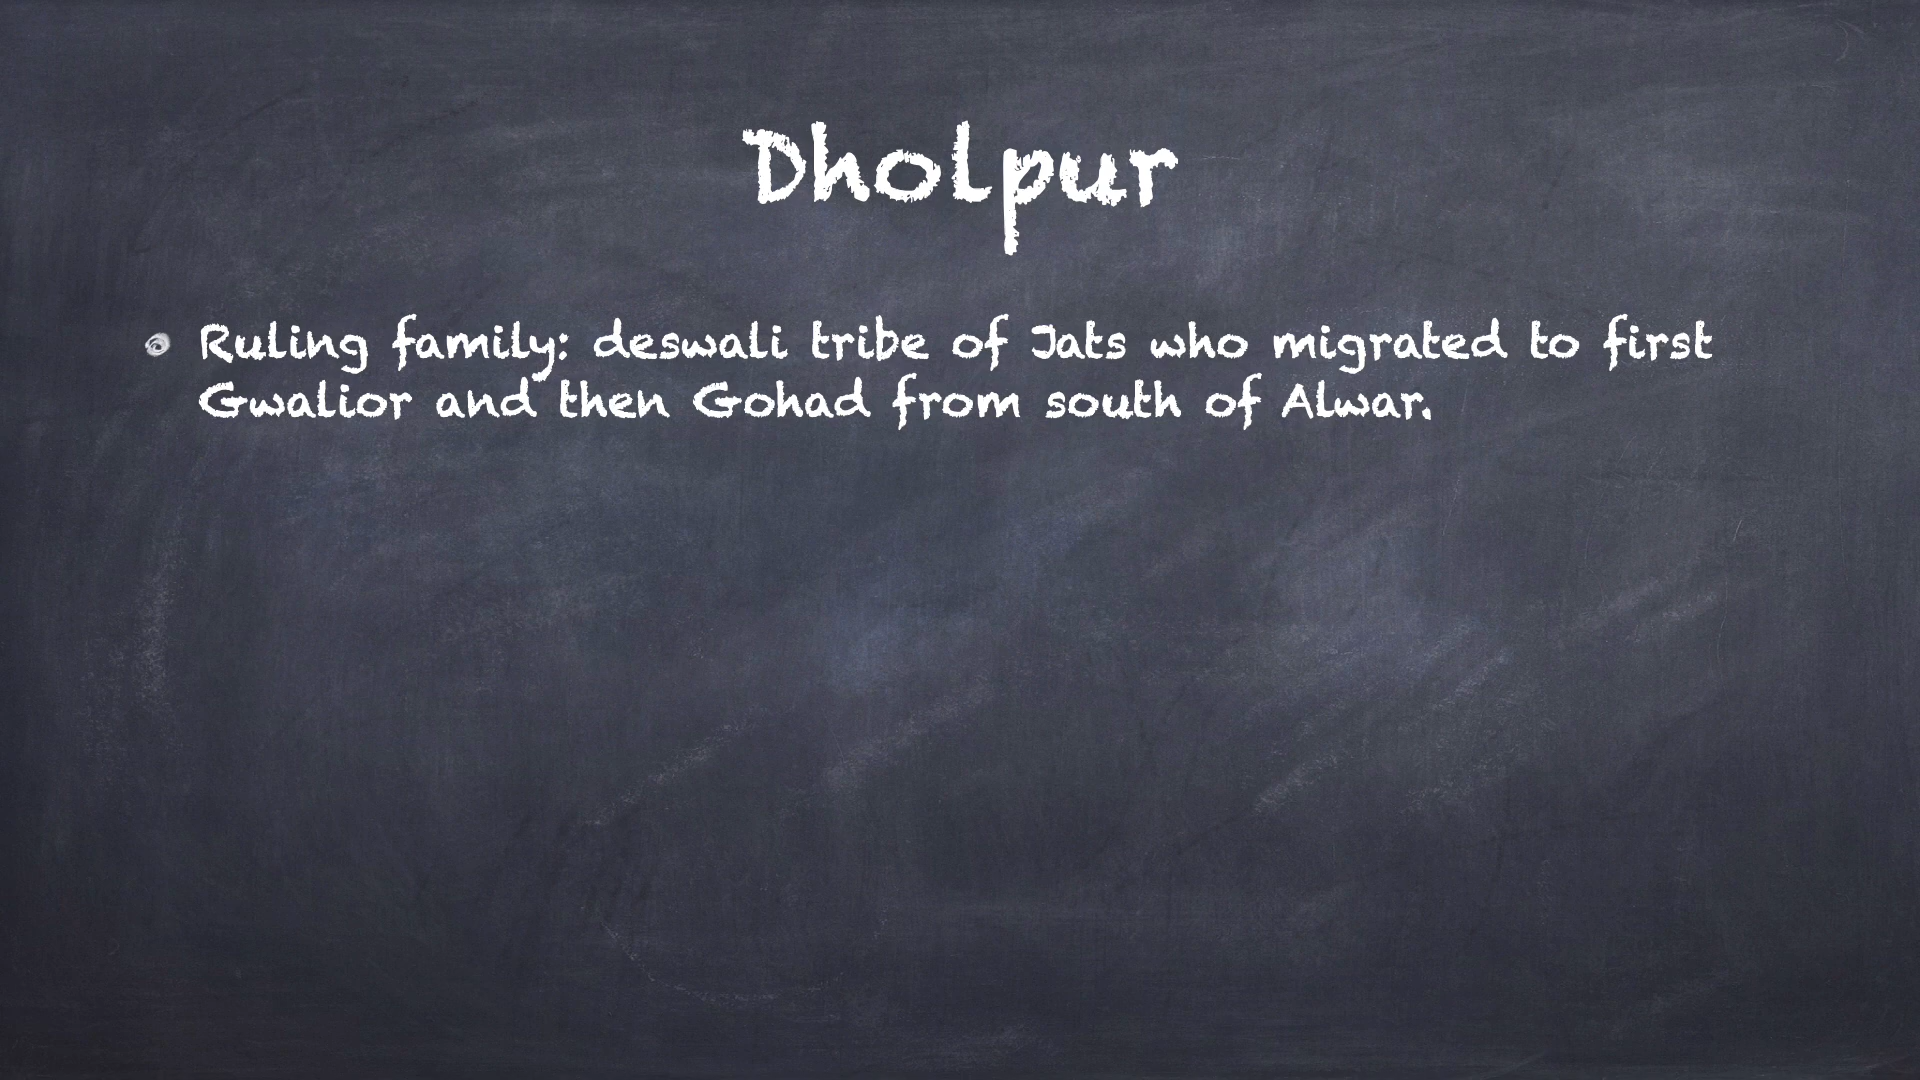 Dholpur
Ruling family: deswali tribe of Jats who migrated to first
Gwalior and then Gohad from south of Alwar.